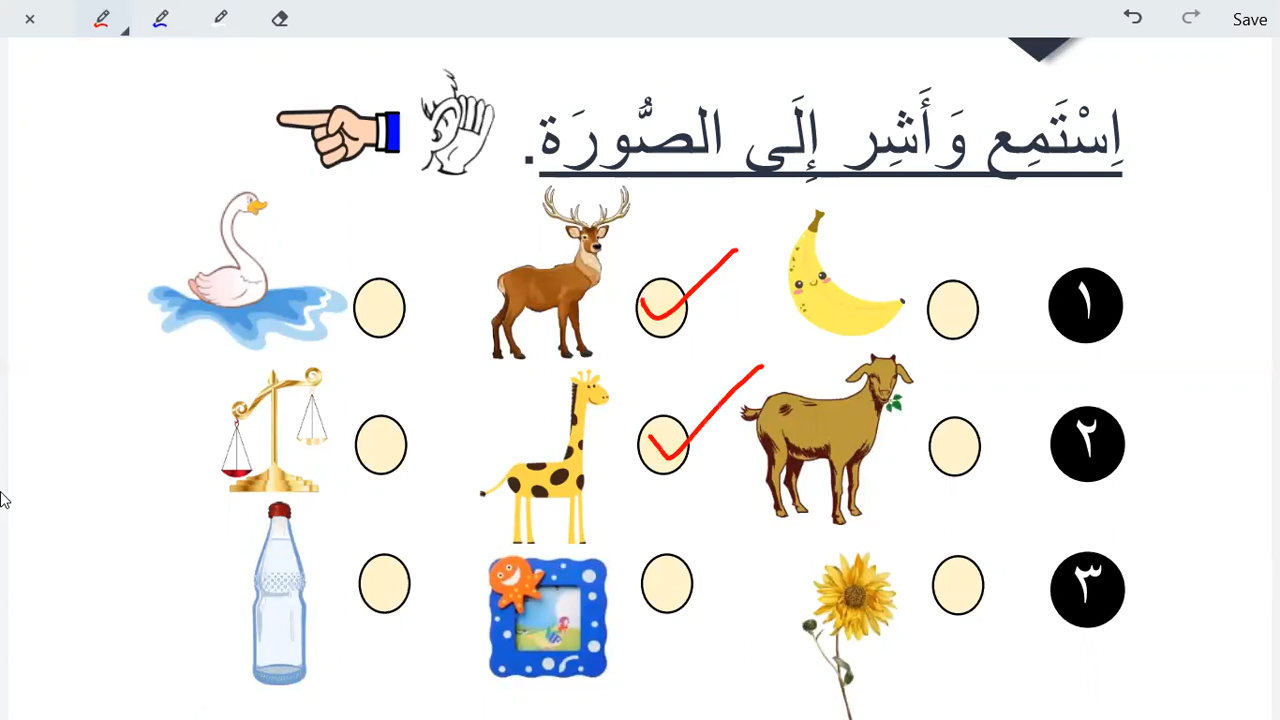 Save
اِسْتَمِع وَأَشِر إِلَى الصُّورَة.
١
٢
٣